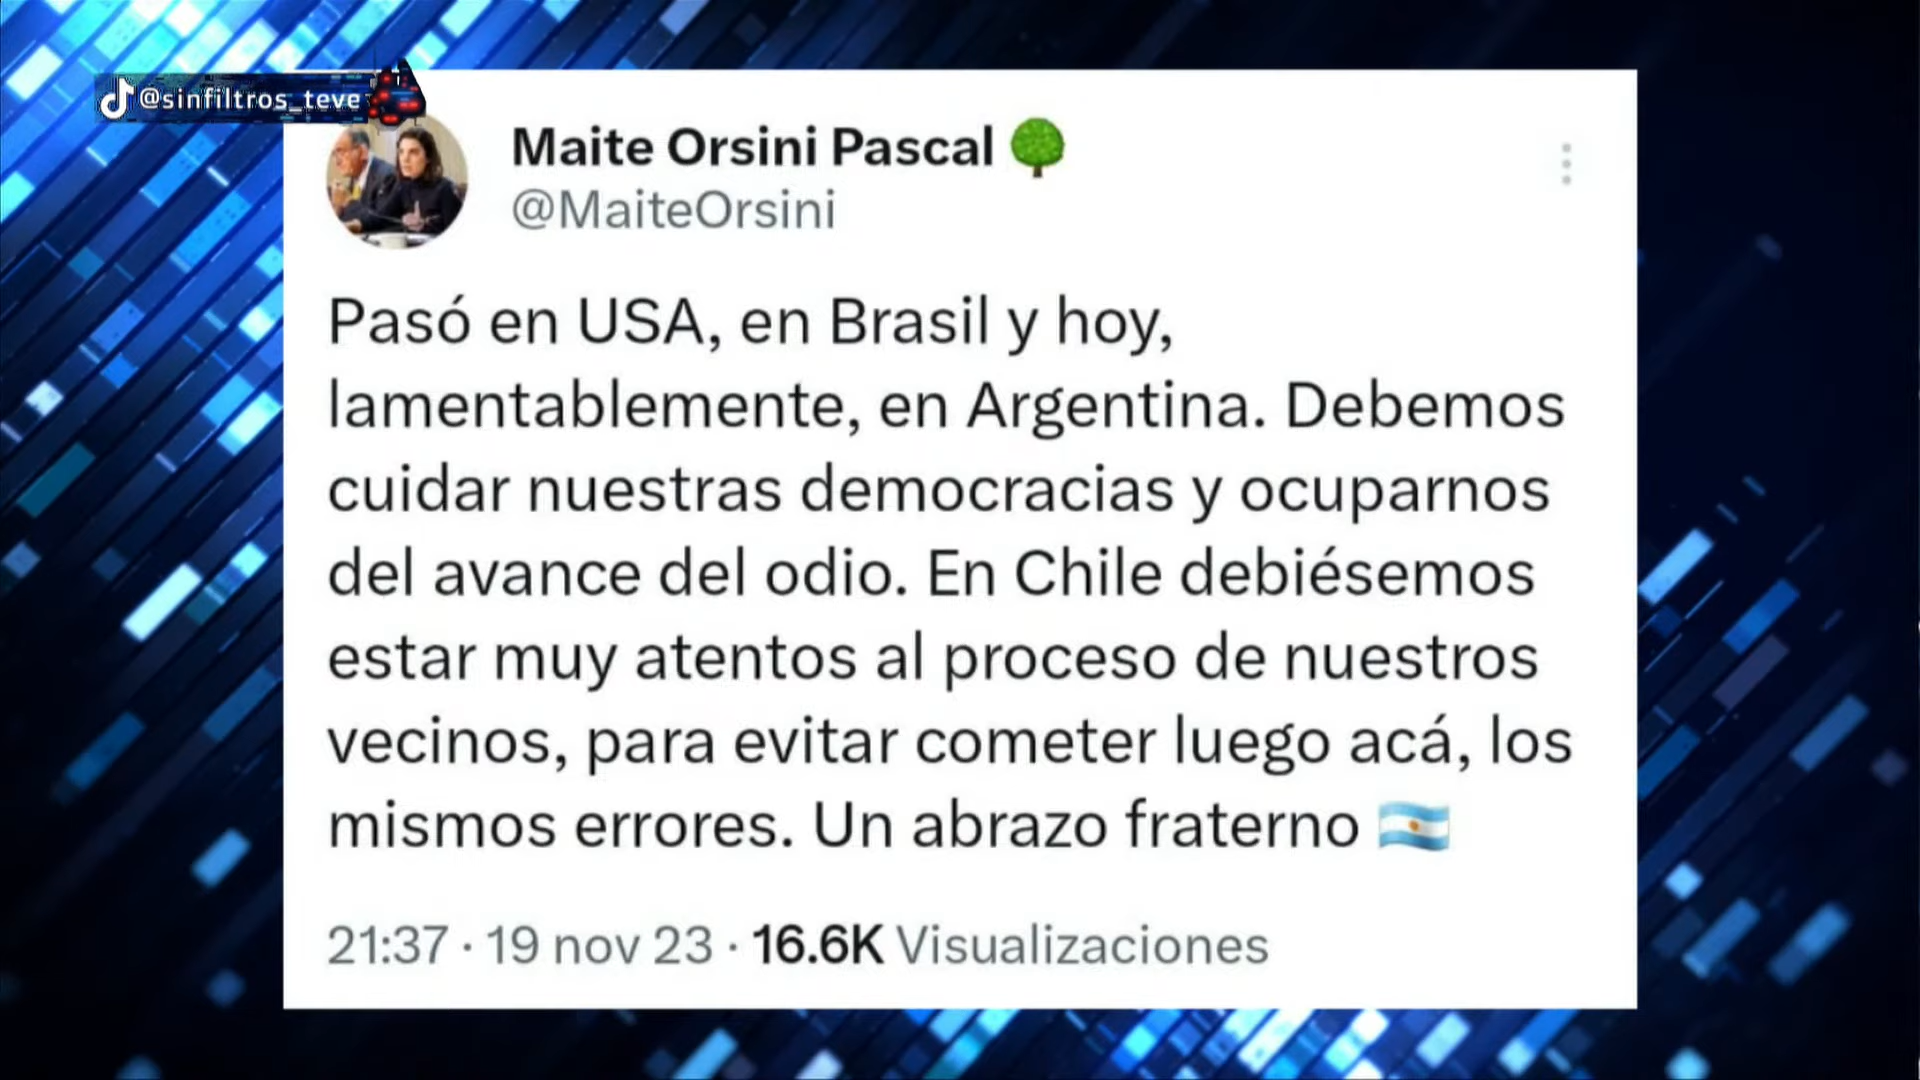 @sinfiltros_teve
Maite Orsini Pascal
@MaiteOrsini
Pasó en USA, en Brasil y hoy,
lamentablemente, en Argentina. Debemos
cuidar nuestras democracias y ocuparnos
del avance del odio. En Chile debiésemos
estar muy atentos al proceso de nuestros
vecinos, para evitar cometer luego acá, los
mismos errores. Un abrazo fraterno 🇦🇷
21:37 · 19 nov 23 · 16.6K Visualizaciones